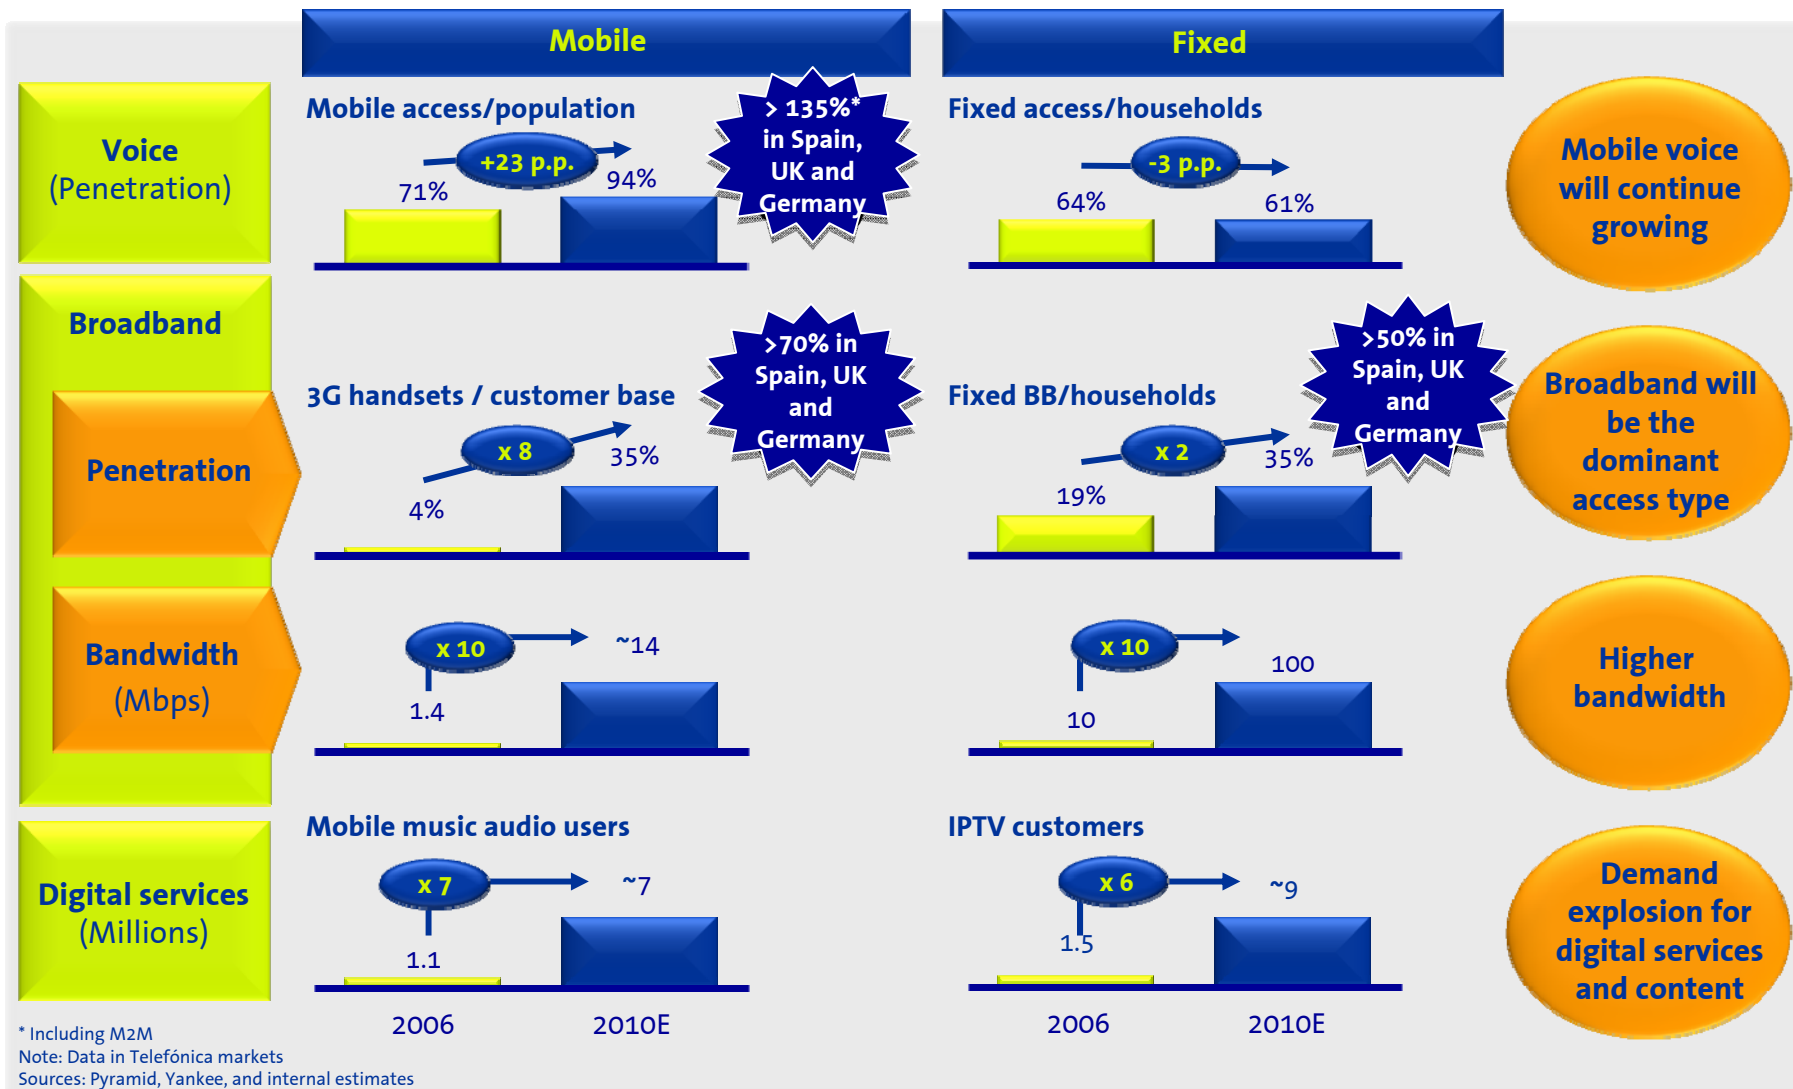 Mobile
Fixed
Voice
(Penetration)
Mobile access/population
+23 p.p.
71%
94%
> 135%*
in Spain,
UK and
Germany
Fixed access/households
-3 p.p.
64%
61%
Mobile voice
will continue
growing
Broadband
Penetration
3G handsets / customer base
x 8
4%
35%
>70% in
Spain, UK
and
Germany
Fixed BB/households
x 2
19%
35%
>50% in
Spain, UK
and
Germany
Broadband will
be the
dominant
access type
Bandwidth
(Mbps)
x 10
1.4
~14
x 10
10
100
Higher
bandwidth
Digital services
(Millions)
Mobile music audio users
x 7
1.1
~7
2006
2010E
IPTV customers
x 6
1.5
~9
2006
2010E
Demand
explosion for
digital services
and content
* Including M2M
Note: Data in Telefónica markets
Sources: Pyramid, Yankee, and internal estimates